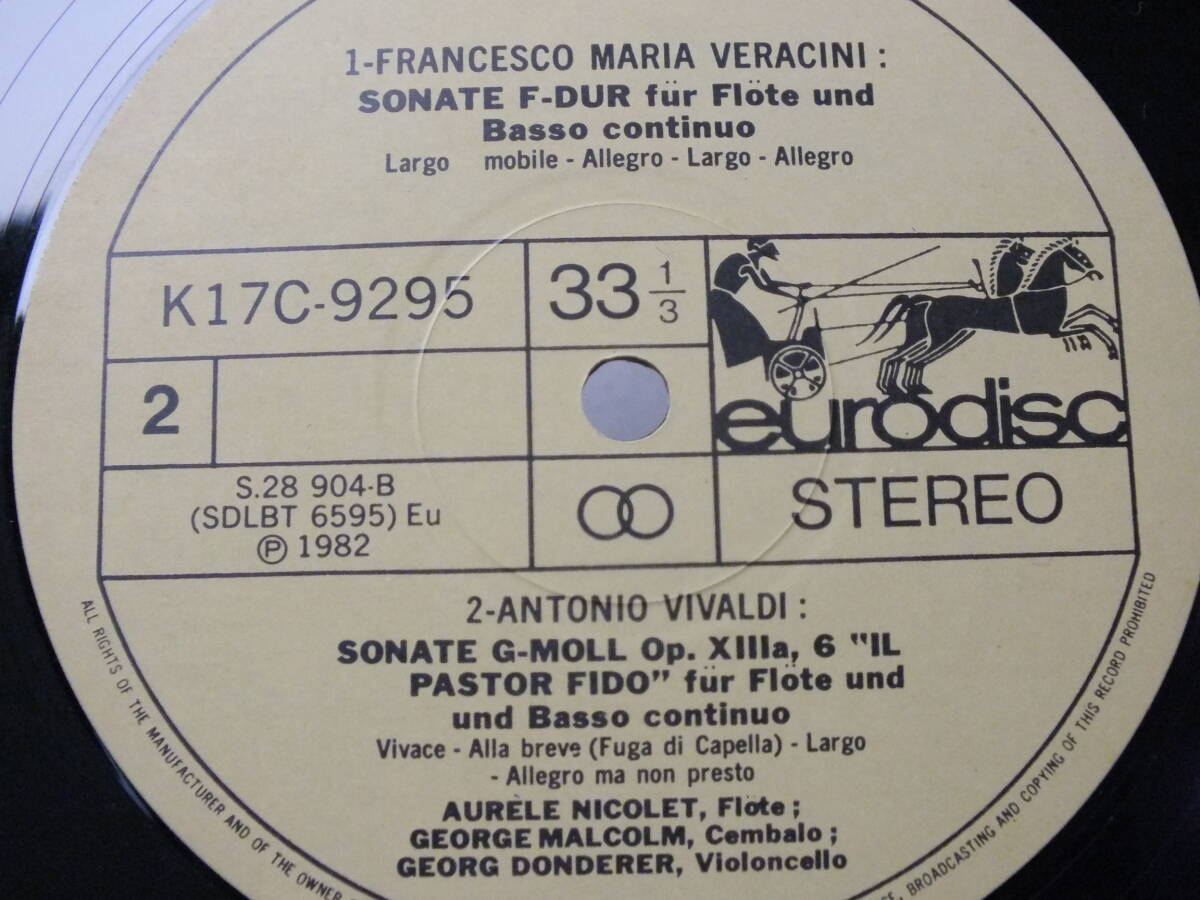 1-FRANCESCO MARIA VERACINI :
SONATE F-DUR für Flöte und
Basso continuo
Largo mobile - Allegro - Largo - Allegro
K17C-9295
33 1/3
eurodisc
2
S.28 904-B
(SDLBT 6595) Eu
℗ 1982
STEREO
2-ANTONIO VIVALDI :
SONATE G-MOLL Op. XIIIa, 6 "IL
PASTOR FIDO" für Flöte und
und Basso continuo
Vivace - Alla breve (Fuga di Capella) - Largo
- Allegro ma non presto
AURÈLE NICOLET, Flöte ;
GEORGE MALCOLM, Cembalo ;
GEORG DONDERER, Violoncello
ALL RIGHTS OF THE MANUFACTURER AND OF THE OWNER
BROADCASTING AND COPYING OF THIS RECORD PROHIBITED